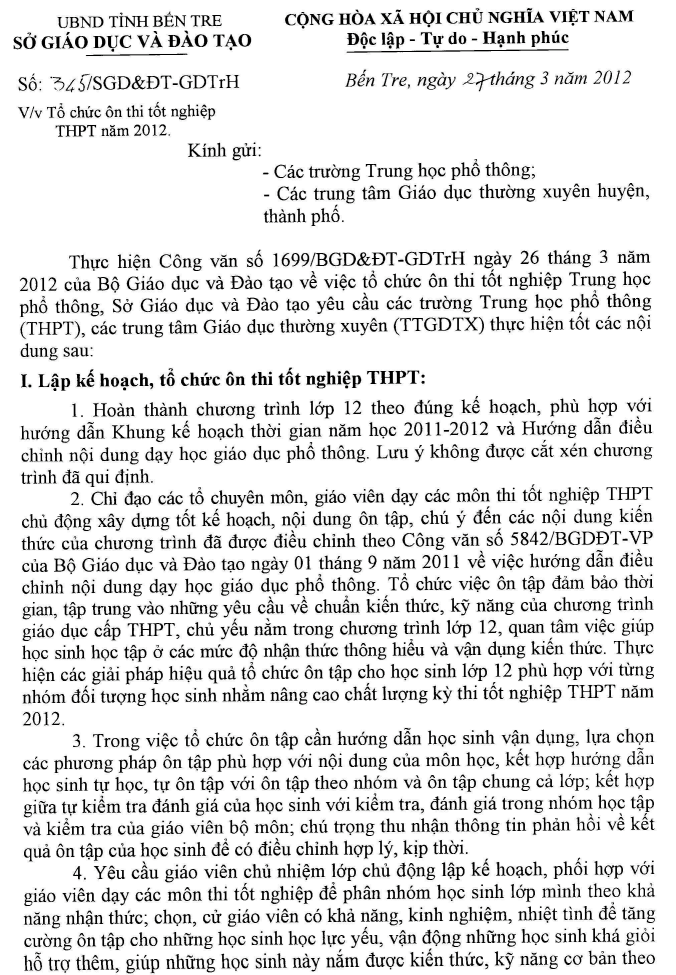 UBND TỈNH BẾN TRE
SỞ GIÁO DỤC VÀ ĐÀO TẠO
CỘNG HÒA XÃ HỘI CHỦ NGHĨA VIỆT NAM
Độc lập - Tự do - Hạnh phúc
Số: 345/SGD&ĐT-GDTrH
Bến Tre, ngày 27 tháng 3 năm 2012
V/v Tổ chức ôn thi tốt nghiệp
THPT năm 2012.
Kính gửi:
- Các trường Trung học phổ thông;
- Các trung tâm Giáo dục thường xuyên huyện,
thành phố.
Thực hiện Công văn số 1699/BGD&ĐT-GDTrH ngày 26 tháng 3 năm
2012 của Bộ Giáo dục và Đào tạo về việc tổ chức ôn thi tốt nghiệp Trung học
phổ thông, Sở Giáo dục và Đào tạo yêu cầu các trường Trung học phổ thông
(THPT), các trung tâm Giáo dục thường xuyên (TTGDTX) thực hiện tốt các nội
dung sau:
I. Lập kế hoạch, tổ chức ôn thi tốt nghiệp THPT:
1. Hoàn thành chương trình lớp 12 theo đúng kế hoạch, phù hợp với
hướng dẫn Khung kế hoạch thời gian năm học 2011-2012 và Hướng dẫn điều
chỉnh nội dung dạy học giáo dục phổ thông. Lưu ý không được cắt xén chương
trình đã qui định.
2. Chỉ đạo các tổ chuyên môn, giáo viên dạy các môn thi tốt nghiệp THPT
chủ động xây dựng tốt kế hoạch, nội dung ôn tập, chú ý đến các nội dung kiến
thức của chương trình đã được điều chỉnh theo Công văn số 5842/BGDĐT-VP
của Bộ Giáo dục và Đào tạo ngày 01 tháng 9 năm 2011 về việc hướng dẫn điều
chỉnh nội dung dạy học giáo dục phổ thông. Tổ chức việc ôn tập đảm bảo thời
gian, tập trung vào những yêu cầu về chuẩn kiến thức, kỹ năng của chương trình
giáo dục cấp THPT, chủ yếu nằm trong chương trình lớp 12, quan tâm việc giúp
học sinh học tập ở các mức độ nhận thức thông hiểu và vận dụng kiến thức. Thực
hiện các giải pháp hiệu quả tổ chức ôn tập cho học sinh lớp 12 phù hợp với từng
nhóm đối tượng học sinh nhằm nâng cao chất lượng kỳ thi tốt nghiệp THPT năm
2012.
3. Trong việc tổ chức ôn tập cần hướng dẫn học sinh vận dụng, lựa chọn
các phương pháp ôn tập phù hợp với nội dung của môn học, kết hợp hướng dẫn
học sinh tự học, tự ôn tập với ôn tập theo nhóm và ôn tập chung cả lớp; kết hợp
giữa tự kiểm tra đánh giá của học sinh với kiểm tra, đánh giá trong nhóm học tập
và kiểm tra của giáo viên bộ môn; chú trọng thu nhận thông tin phản hồi về kết
quả ôn tập của học sinh để có điều chỉnh hợp lý, kịp thời.
4. Yêu cầu giáo viên chủ nhiệm lớp chủ động lập kế hoạch, phối hợp với
giáo viên dạy các môn thi tốt nghiệp để phân nhóm học sinh lớp mình theo khả
năng nhận thức; chọn, cử giáo viên có khả năng, kinh nghiệm, nhiệt tình để tăng
cường ôn tập cho những học sinh học lực yếu, vận động những học sinh khá giỏi
hỗ trợ thêm, giúp những học sinh này nắm được kiến thức, kỹ năng cơ bản theo